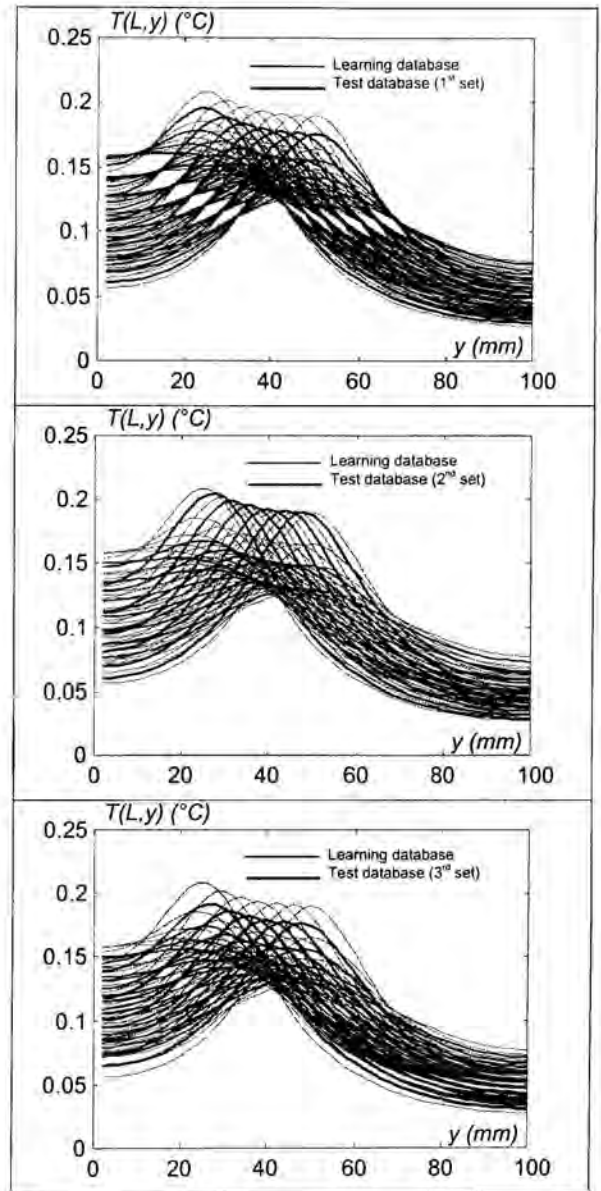 T(L,y) (°C)
0.25
Learning database
Test database (1st set)
0.2
0.15
0.1
0.05
0
y (mm)
0 20 40 60 80 100
T(L,y) (°C)
0.25
Learning database
Test database (2nd set)
0.2
0.15
0.1
0.05
0
y (mm)
0 20 40 60 80 100
T(L,y) (°C)
0.25
Learning database
Test database (3rd set)
0.2
0.15
0.1
0.05
0
y (mm)
0 20 40 60 80 100